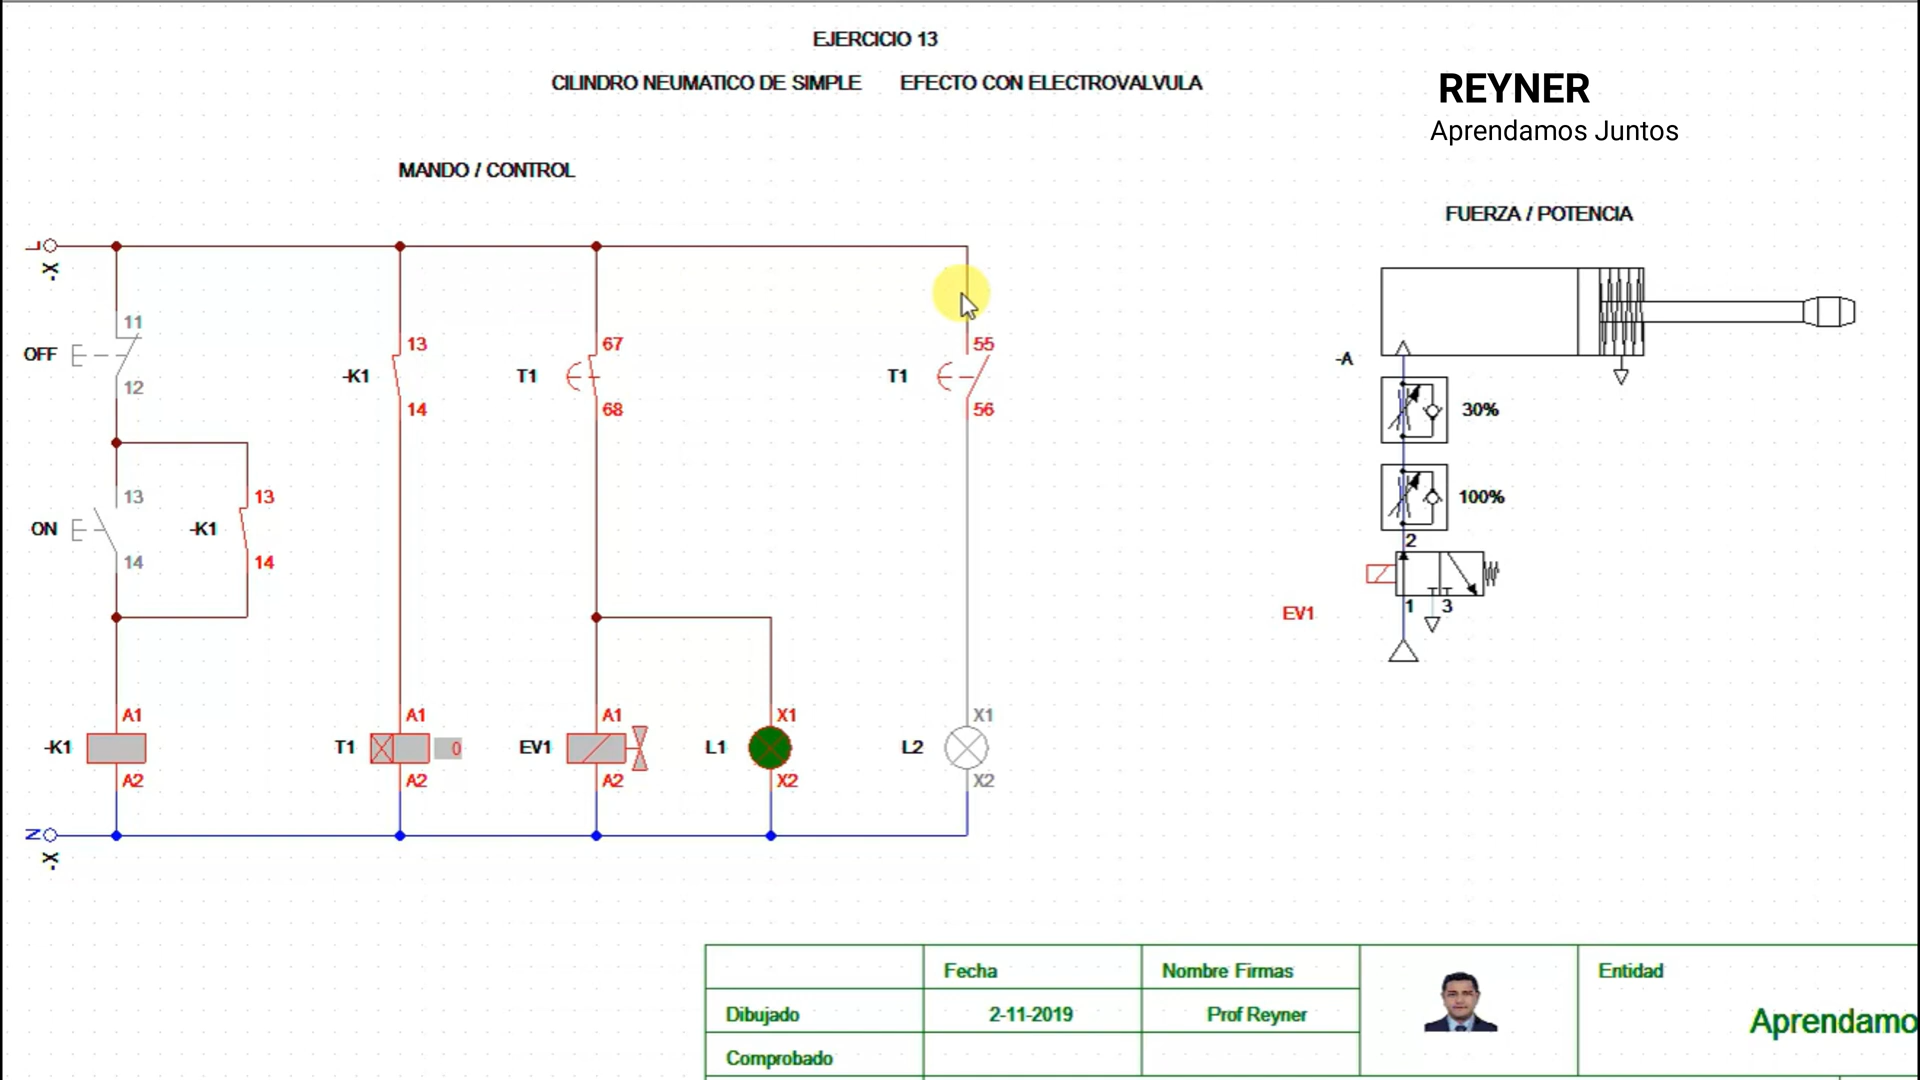 EJERCICIO 13
CILINDRO NEUMATICO DE SIMPLE EFECTO CON ELECTROVALVULA
REYNER
Aprendamos Juntos
MANDO / CONTROL
FUERZA / POTENCIA
L
-X
11
OFF
12
13
-K1
14
67
T1
68
55
T1
56
-A
30%
100%
2
1
3
EV1
13
ON
14
13
-K1
14
A1
-K1
A2
A1
T1
0
A2
A1
EV1
A2
X1
L1
X2
X1
L2
X2
N
-X
Fecha
Nombre Firmas
Entidad
Dibujado
2-11-2019
Prof Reyner
Aprendamo
Comprobado